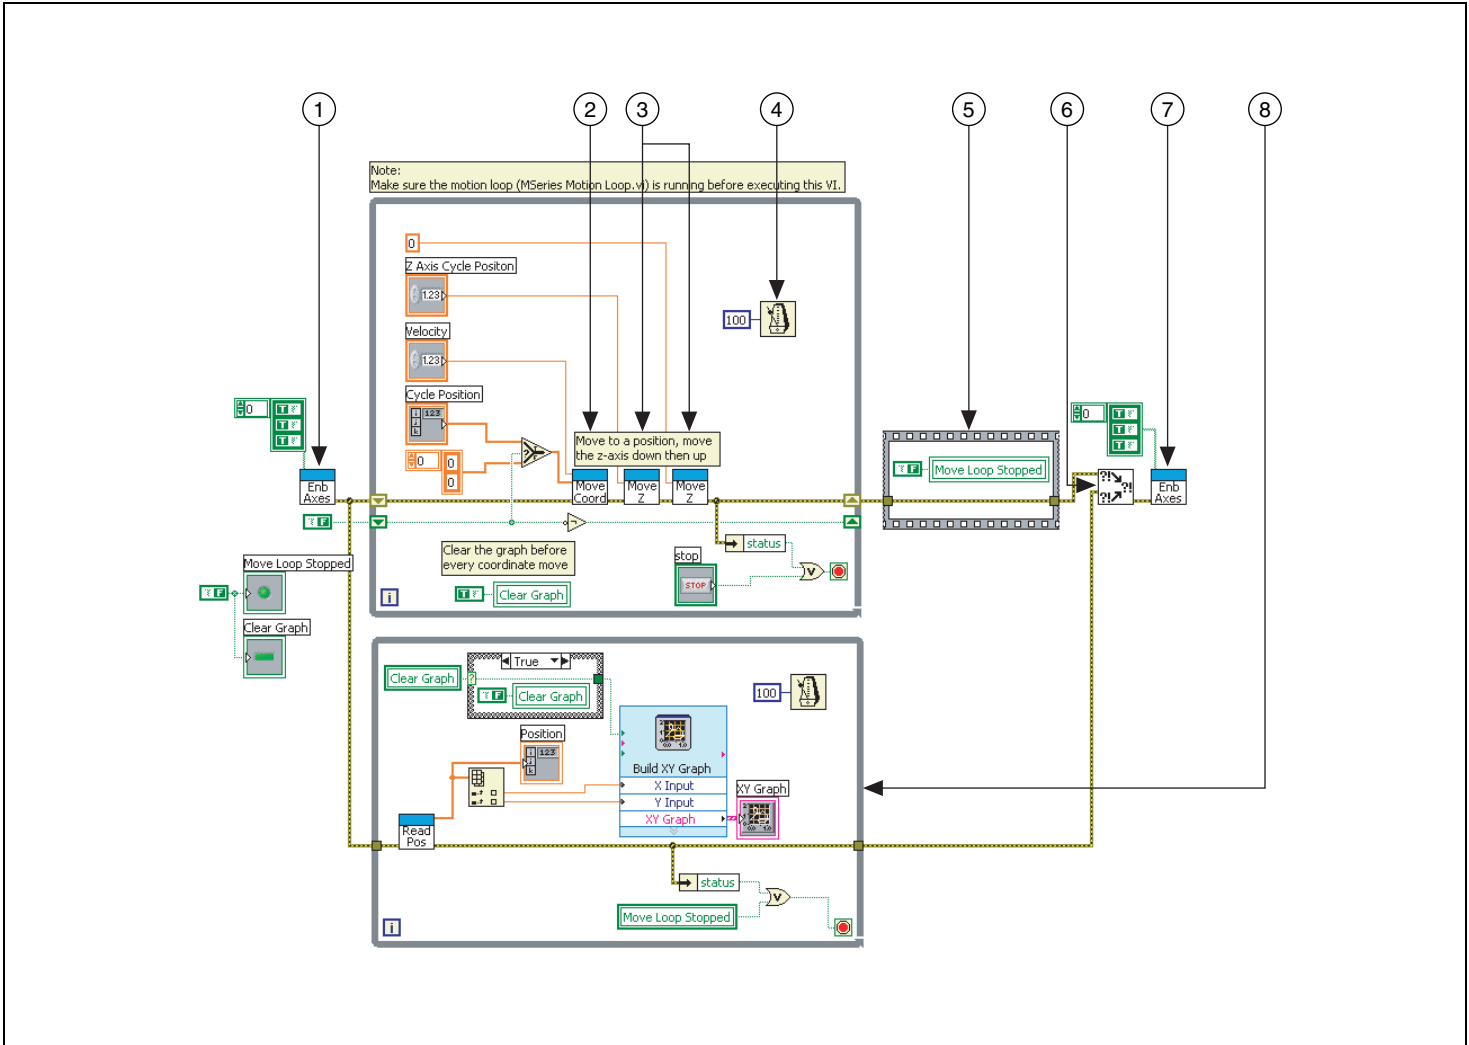 1
2
3
4
5
6
7
8
Note:
Make sure the motion loop (MSeries Motion Loop.vi) is running before executing this VI.
0
Z Axis Cycle Positon
1.23
100
Velocity
1.23
Cycle Position
i 123
j
k
0
T
T
T
0
T
T
T
Move to a position, move
the z-axis down then up
0
0
0
?
T
F
F
Move Loop Stopped
Enb
Axes
Move
Coord
Move
Z
Move
Z
?!
?!
?!
Enb
Axes
F
Clear the graph before
every coordinate move
status
stop
STOP
V
Move Loop Stopped
F
T
Clear Graph
i
Clear Graph
True
Clear Graph
?
F
Clear Graph
100
Position
i 123
j
k
Build XY Graph
X Input
Y Input
XY Graph
XY Graph
Read
Pos
status
V
Move Loop Stopped
i